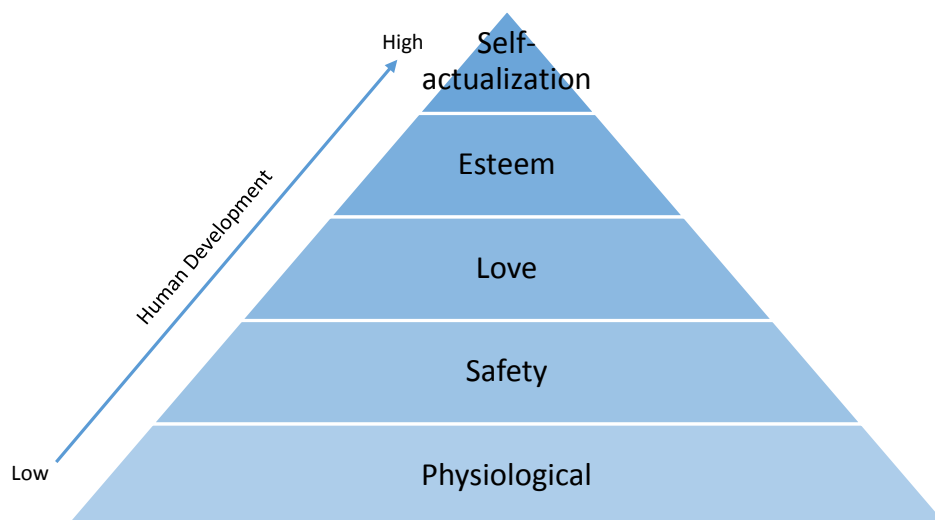 High
Self-
actualization
Human Development
Esteem
Love
Safety
Low
Physiological